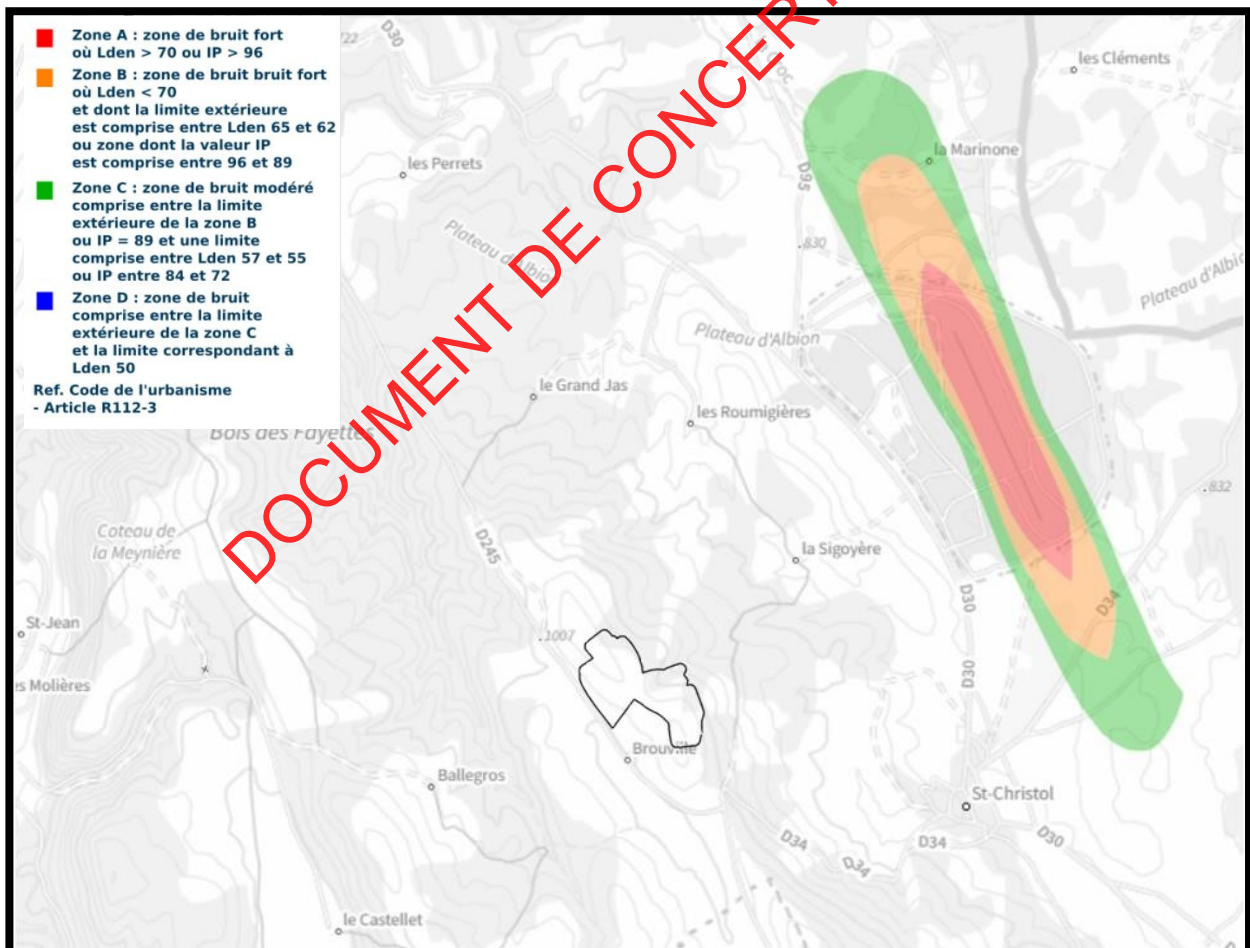 Zone A : zone de bruit fort
où Lden > 70 ou IP > 96
Zone B : zone de bruit bruit fort
où Lden < 70
et dont la limite extérieure
est comprise entre Lden 65 et 62
ou zone dont la valeur IP
est comprise entre 96 et 89
Zone C : zone de bruit modéré
comprise entre la limite
extérieure de la zone B
ou IP = 89 et une limite
comprise entre Lden 57 et 55
ou IP entre 84 et 72
Zone D : zone de bruit
comprise entre la limite
extérieure de la zone C
et la limite correspondant à
Lden 50
Ref. Code de l'urbanisme
- Article R112-3
DOCUMENT DE CONCERT
D30
les Cléments
la Marinone
les Perrets
D95
Plateau d'Albion
.830
Plateau d'Albio
Plateau d'Albion
le Grand Jas
les Roumigières
Bois des Fayettes
.832
Coteau de
la Meynière
D245
la Sigoyère
D30
D34
St-Jean
.1007
D30
es Molières
Brouville
Ballegros
St-Christol
D34
D34
D34
D30
le Castellet